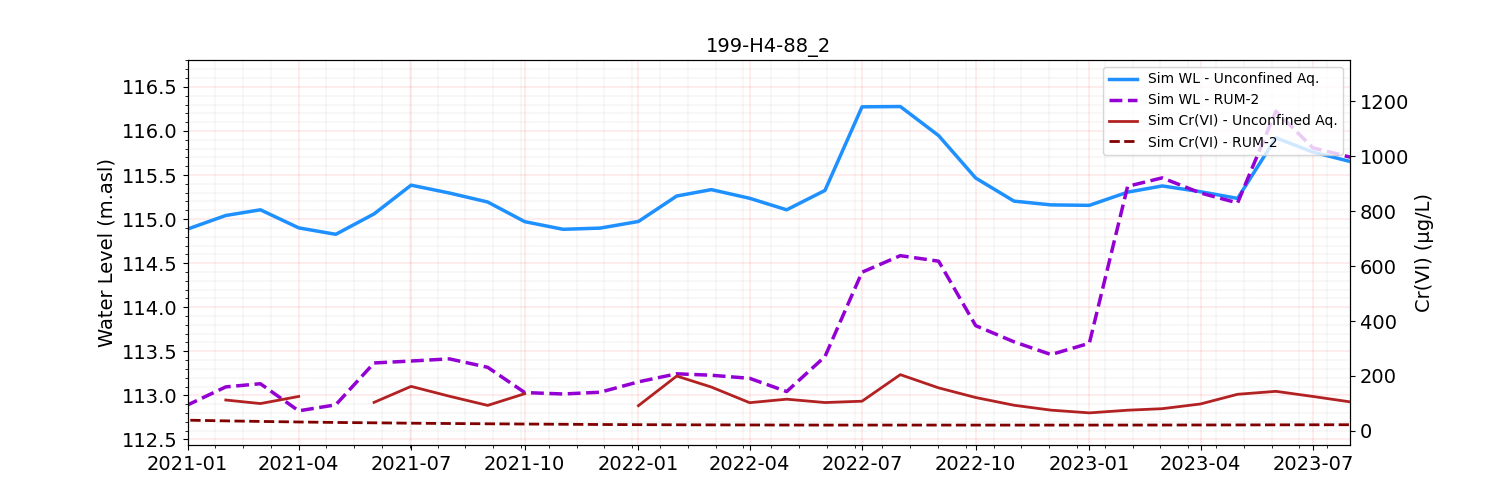 199-H4-88_2
Water Level (m.asl)
116.5
116.0
115.5
115.0
114.5
114.0
113.5
113.0
112.5
Sim WL - Unconfined Aq.
Sim WL - RUM-2
Sim Cr(VI) - Unconfined Aq.
Sim Cr(VI) - RUM-2
1200
1000
800
600
400
200
0
Cr(VI) (μg/L)
2021-01 2021-04 2021-07 2021-10 2022-01 2022-04 2022-07 2022-10 2023-01 2023-04 2023-07